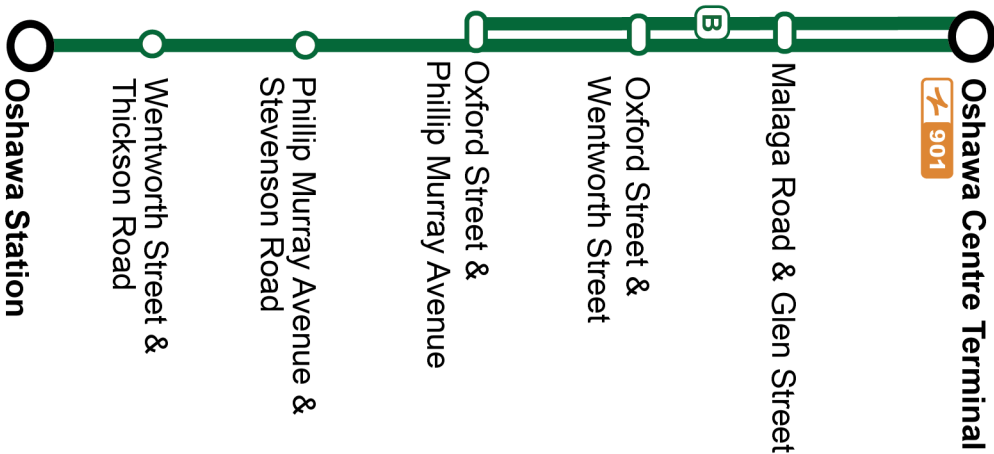 B
Oshawa Centre Terminal
901
Malaga Road & Glen Street
Oxford Street &
Wentworth Street
Oxford Street &
Phillip Murray Avenue
Phillip Murray Avenue &
Stevenson Road
Wentworth Street &
Thickson Road
Oshawa Station